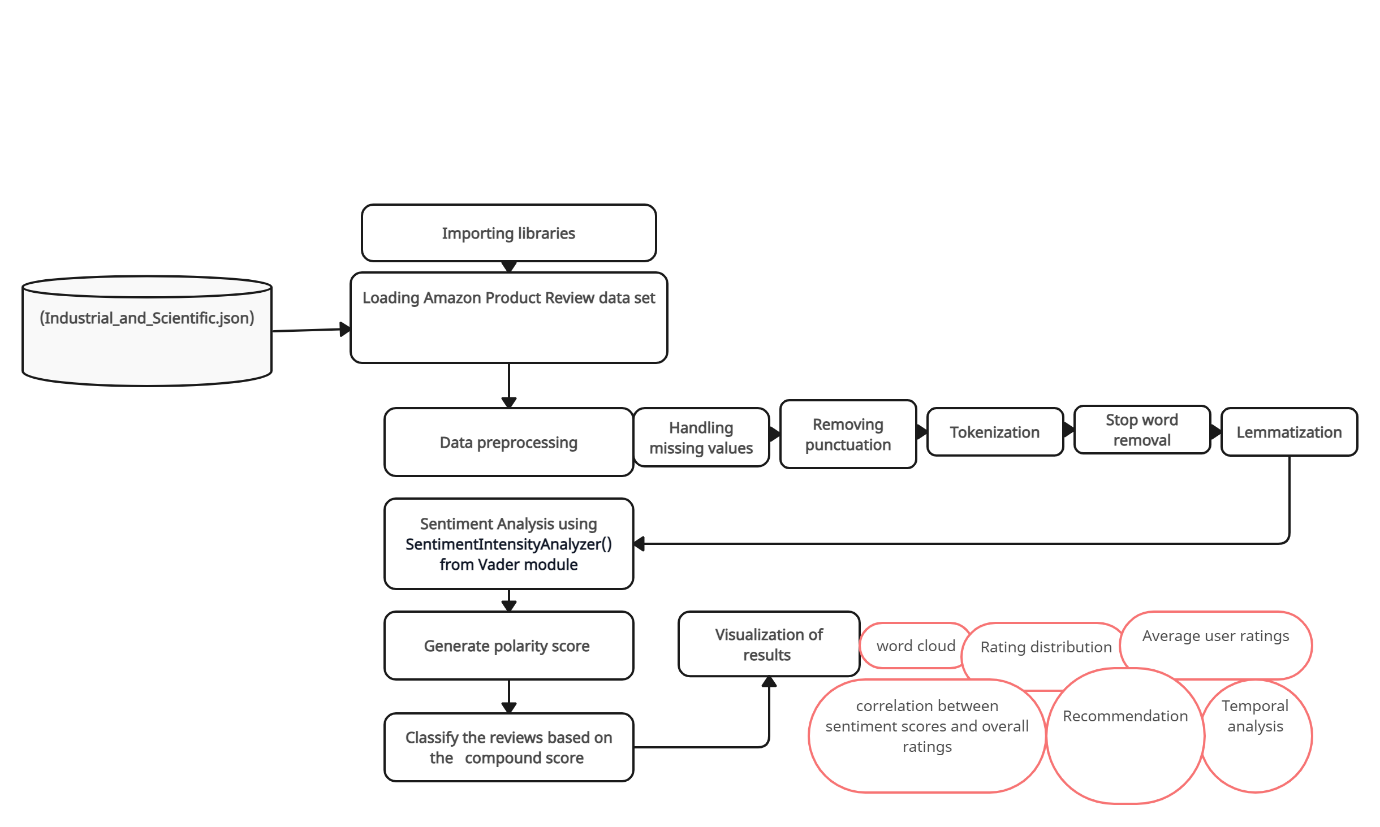 Importing libraries
Loading Amazon Product Review data set
(Industrial_and_Scientific.json)
Data preprocessing
Handling
missing values
Removing
punctuation
Tokenization
Stop word
removal
Lemmatization
Sentiment Analysis using
SentimentIntensityAnalyzer()
from Vader module
Generate polarity score
Classify the reviews based on
the   compound score
Visualization of
results
word cloud
Rating distribution
Average user ratings
correlation between
sentiment scores and overall
ratings
Recommendation
Temporal
analysis